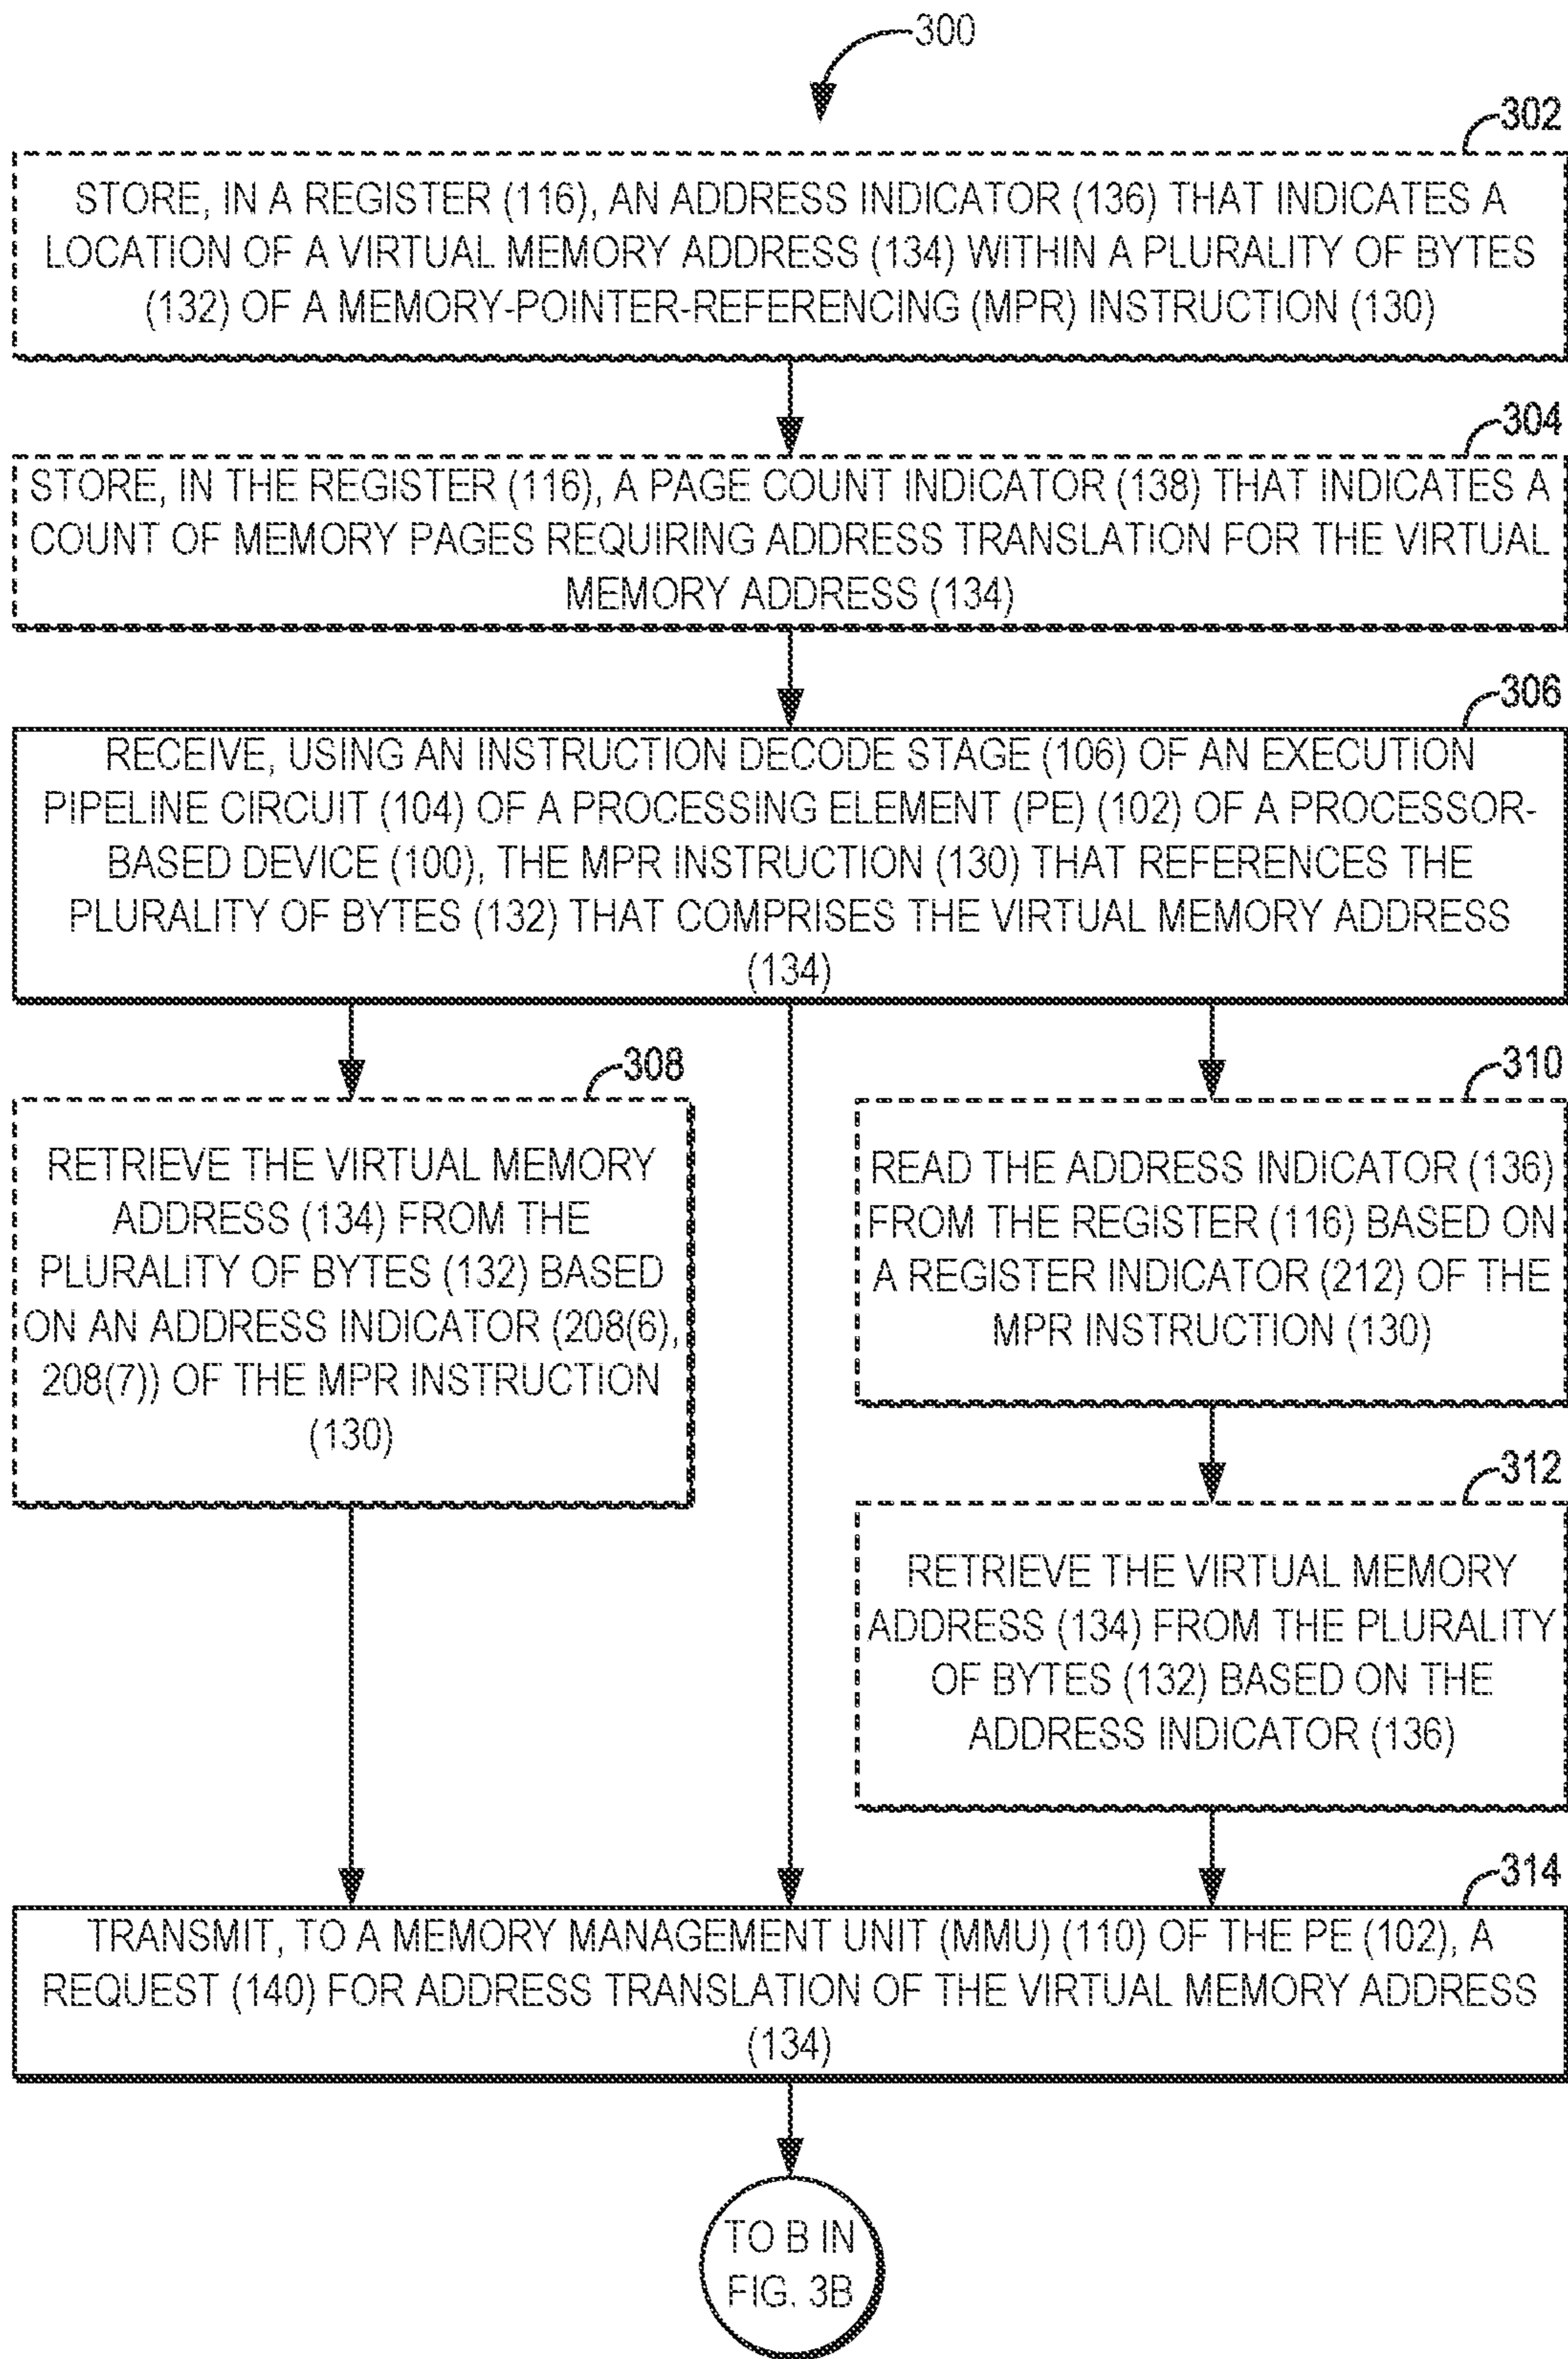 300
302
STORE, IN A REGISTER (116), AN ADDRESS INDICATOR (136) THAT INDICATES A
LOCATION OF A VIRTUAL MEMORY ADDRESS (134) WITHIN A PLURALITY OF BYTES
(132) OF A MEMORY-POINTER-REFERENCING (MPR) INSTRUCTION (130)
304
STORE, IN THE REGISTER (116), A PAGE COUNT INDICATOR (138) THAT INDICATES A
COUNT OF MEMORY PAGES REQUIRING ADDRESS TRANSLATION FOR THE VIRTUAL
MEMORY ADDRESS (134)
306
RECEIVE, USING AN INSTRUCTION DECODE STAGE (106) OF AN EXECUTION
PIPELINE CIRCUIT (104) OF A PROCESSING ELEMENT (PE) (102) OF A PROCESSOR-
BASED DEVICE (100), THE MPR INSTRUCTION (130) THAT REFERENCES THE
PLURALITY OF BYTES (132) THAT COMPRISES THE VIRTUAL MEMORY ADDRESS
(134)
308
RETRIEVE THE VIRTUAL MEMORY
ADDRESS (134) FROM THE
PLURALITY OF BYTES (132) BASED
ON AN ADDRESS INDICATOR (208(6),
208(7)) OF THE MPR INSTRUCTION
(130)
310
READ THE ADDRESS INDICATOR (136)
FROM THE REGISTER (116) BASED ON
A REGISTER INDICATOR (212) OF THE
MPR INSTRUCTION (130)
312
RETRIEVE THE VIRTUAL MEMORY
ADDRESS (134) FROM THE PLURALITY
OF BYTES (132) BASED ON THE
ADDRESS INDICATOR (136)
314
TRANSMIT, TO A MEMORY MANAGEMENT UNIT (MMU) (110) OF THE PE (102), A
REQUEST (140) FOR ADDRESS TRANSLATION OF THE VIRTUAL MEMORY ADDRESS
(134)
TO B IN
FIG. 3B